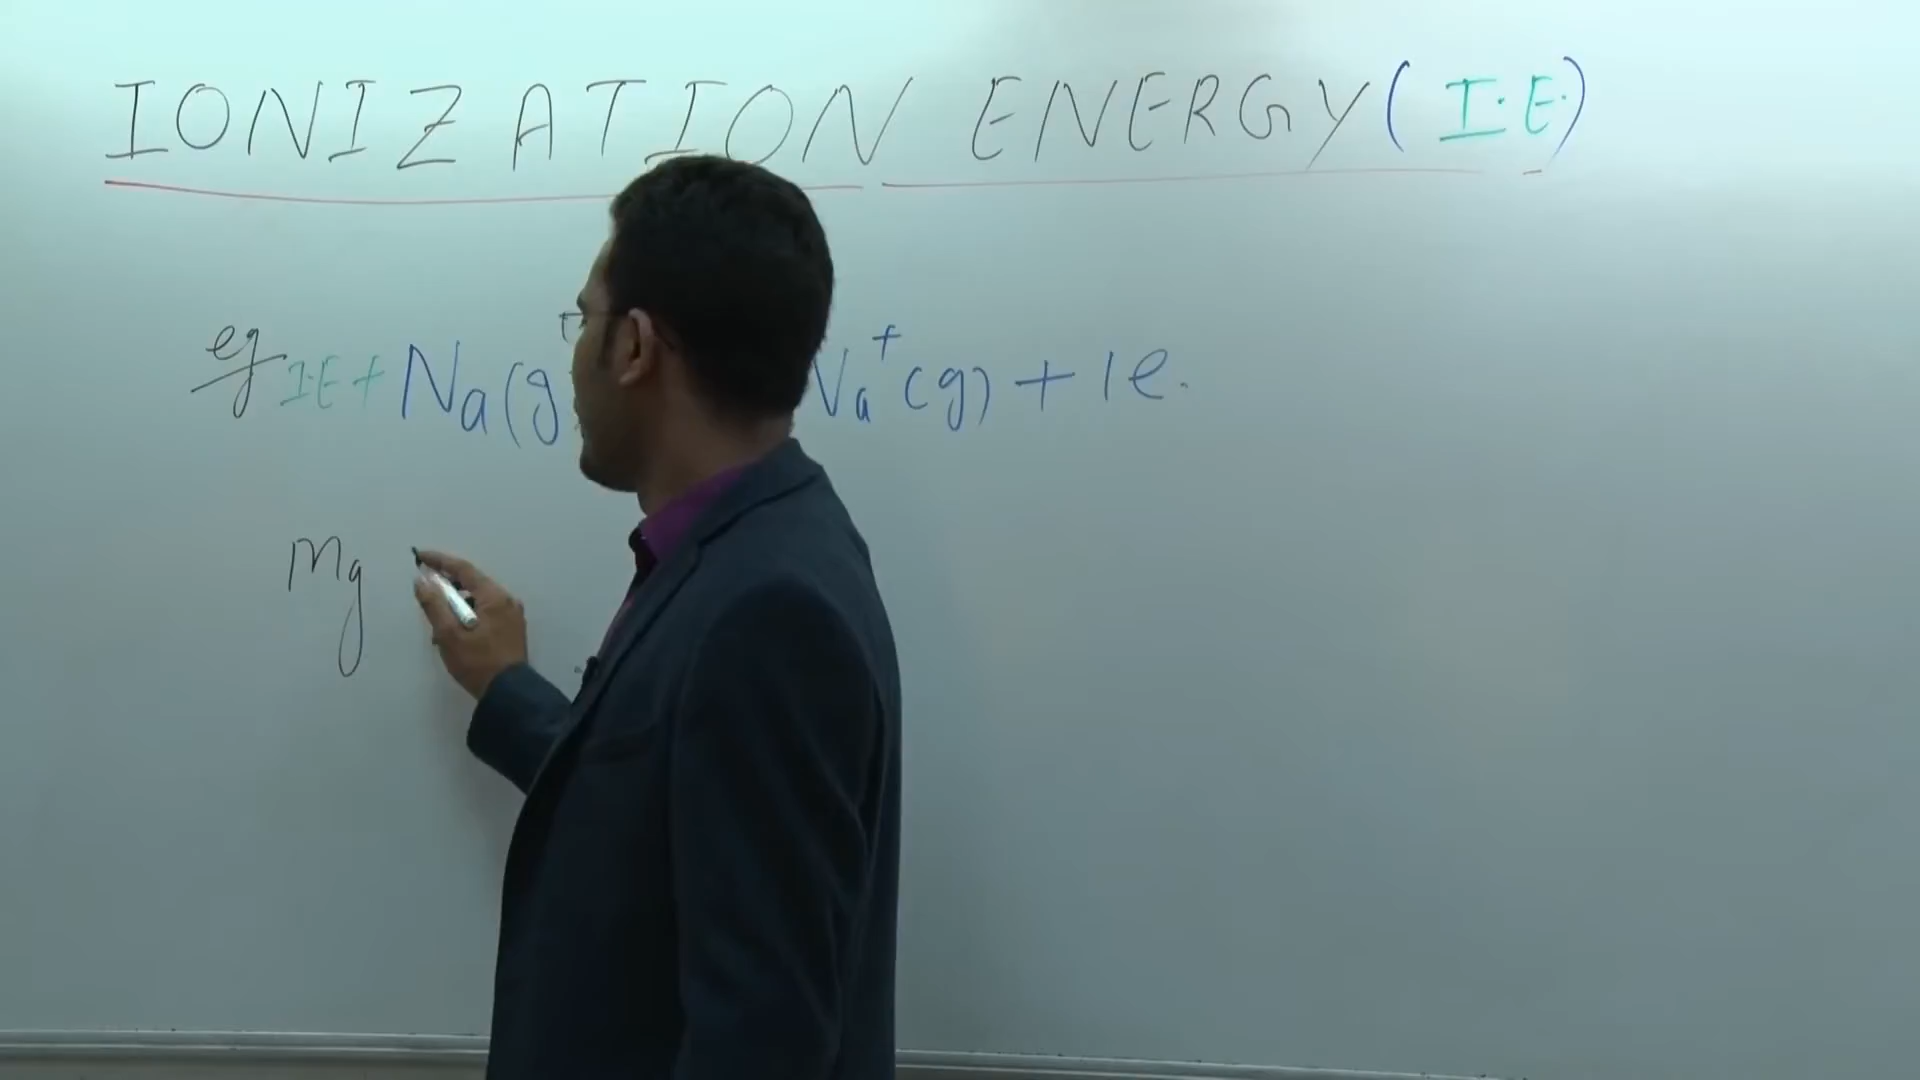 IONIZATION ENERGY (I.E.)
eg I.E + Na(g Na⁺(g) + 1e.
Mg